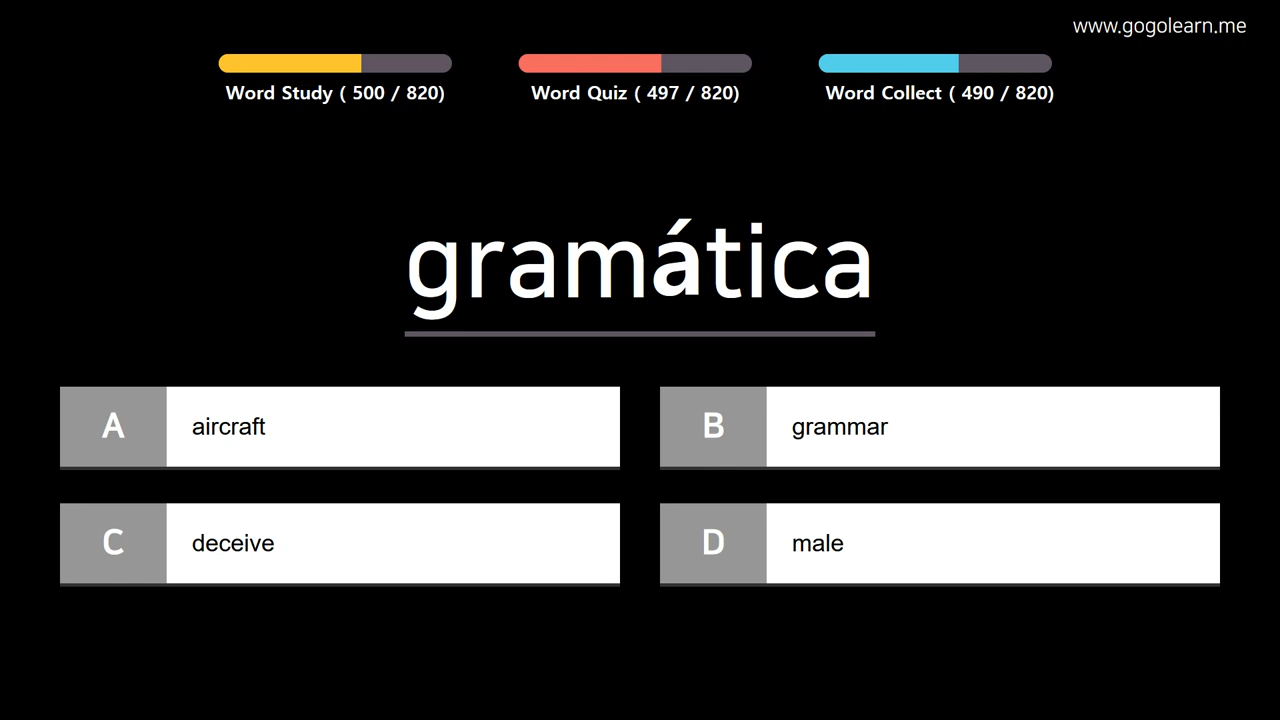 www.gogolearn.me
Word Study ( 500 / 820)
Word Quiz ( 497 / 820)
Word Collect ( 490 / 820)
gramática
A
aircraft
B
grammar
C
deceive
D
male